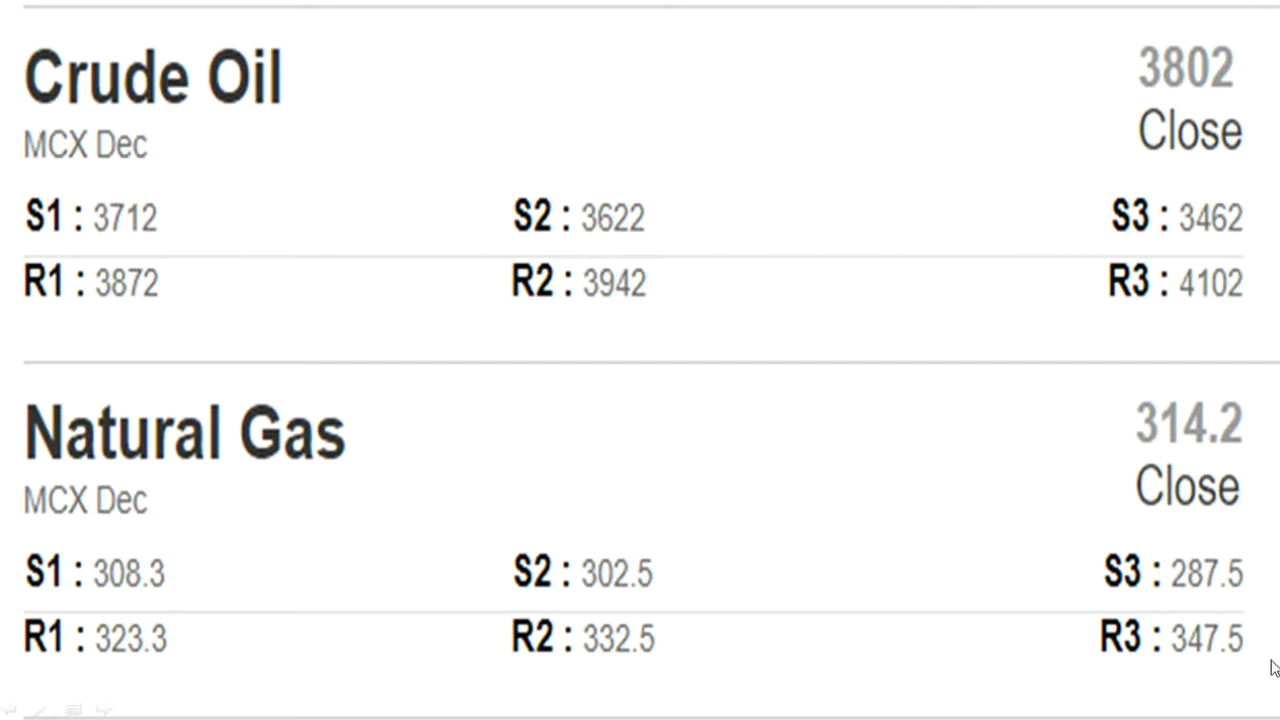 Crude Oil 3802
MCX Dec Close
S1 : 3712 S2 : 3622 S3 : 3462
R1 : 3872 R2 : 3942 R3 : 4102
Natural Gas 314.2
MCX Dec Close
S1 : 308.3 S2 : 302.5 S3 : 287.5
R1 : 323.3 R2 : 332.5 R3 : 347.5